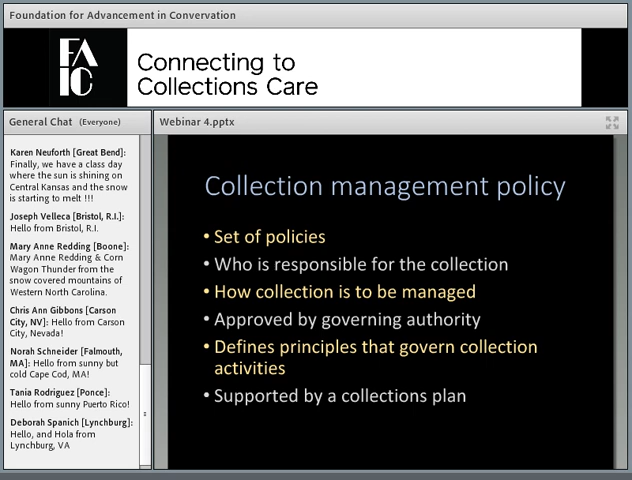 Foundation for Advancement in Convervation
FA
IC
Connecting to
Collections Care
General Chat (Everyone)
Karen Neuforth [Great Bend]:
Finally, we have a class day
where the sun is shining on
Central Kansas and the snow
is starting to melt !!!
Joseph Velleca [Bristol, R.I.]:
Hello from Bristol, R.I.
Mary Anne Redding [Boone]:
Mary Anne Redding & Corn
Wagon Thunder from the
snow covered mountains of
Western North Carolina.
Chris Ann Gibbons [Carson
City, NV]: Hello from Carson
City, Nevada!
Norah Schneider [Falmouth,
MA]: Hello from sunny but
cold Cape Cod, MA!
Tania Rodriguez [Ponce]:
Hello from sunny Puerto Rico!
Deborah Spanich [Lynchburg]:
Hello, and Hola from
Lynchburg, VA
Webinar 4.pptx
Collection management policy
• Set of policies
• Who is responsible for the collection
• How collection is to be managed
• Approved by governing authority
• Defines principles that govern collection
activities
• Supported by a collections plan